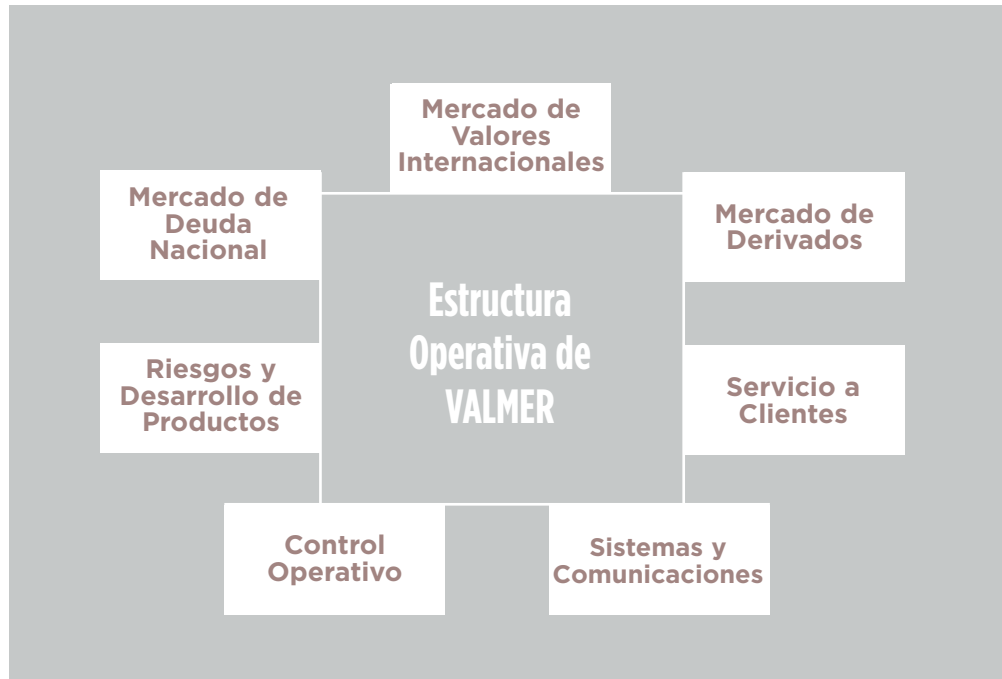 Mercado de
Valores
Internacionales
Mercado de
Deuda
Nacional
Mercado de
Derivados
Estructura
Operativa de
VALMER
Riesgos y
Desarrollo de
Productos
Servicio a
Clientes
Control
Operativo
Sistemas y
Comunicaciones